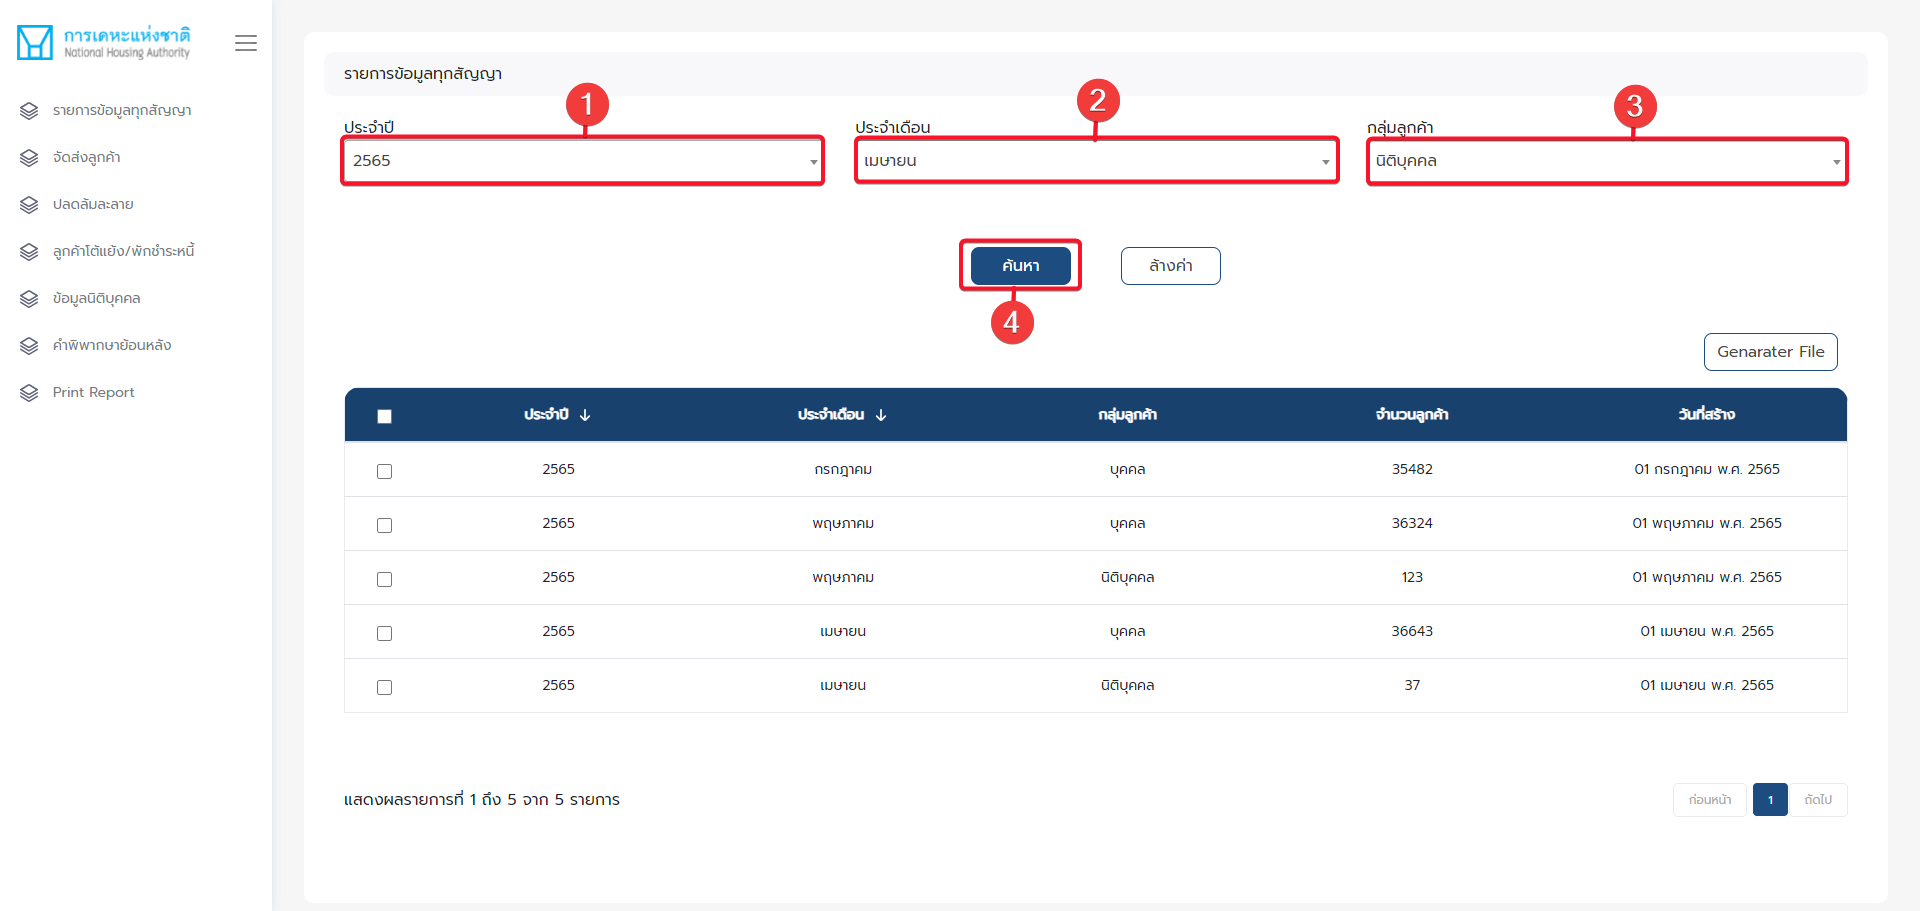 การเคหะแห่งชาติ
National Housing Authority
รายการข้อมูลทุกสัญญา
จัดส่งลูกค้า
ปลดล้มละลาย
ลูกค้าโต้แย้ง/พักชำระหนี้
ข้อมูลนิติบุคคล
คำพิพากษาย้อนหลัง
Print Report
รายการข้อมูลทุกสัญญา
1 2 3
ประจำปี ประจำเดือน กลุ่มลูกค้า
2565 เมษายน นิติบุคคล
ค้นหา ล้างค่า
4
Genarater File
ประจำปี ↓ ประจำเดือน ↓ กลุ่มลูกค้า จำนวนลูกค้า วันที่สร้าง
2565 กรกฎาคม บุคคล 35482 01 กรกฎาคม พ.ศ. 2565
2565 พฤษภาคม บุคคล 36324 01 พฤษภาคม พ.ศ. 2565
2565 พฤษภาคม นิติบุคคล 123 01 พฤษภาคม พ.ศ. 2565
2565 เมษายน บุคคล 36643 01 เมษายน พ.ศ. 2565
2565 เมษายน นิติบุคคล 37 01 เมษายน พ.ศ. 2565
แสดงผลรายการที่ 1 ถึง 5 จาก 5 รายการ
ก่อนหน้า 1 ถัดไป